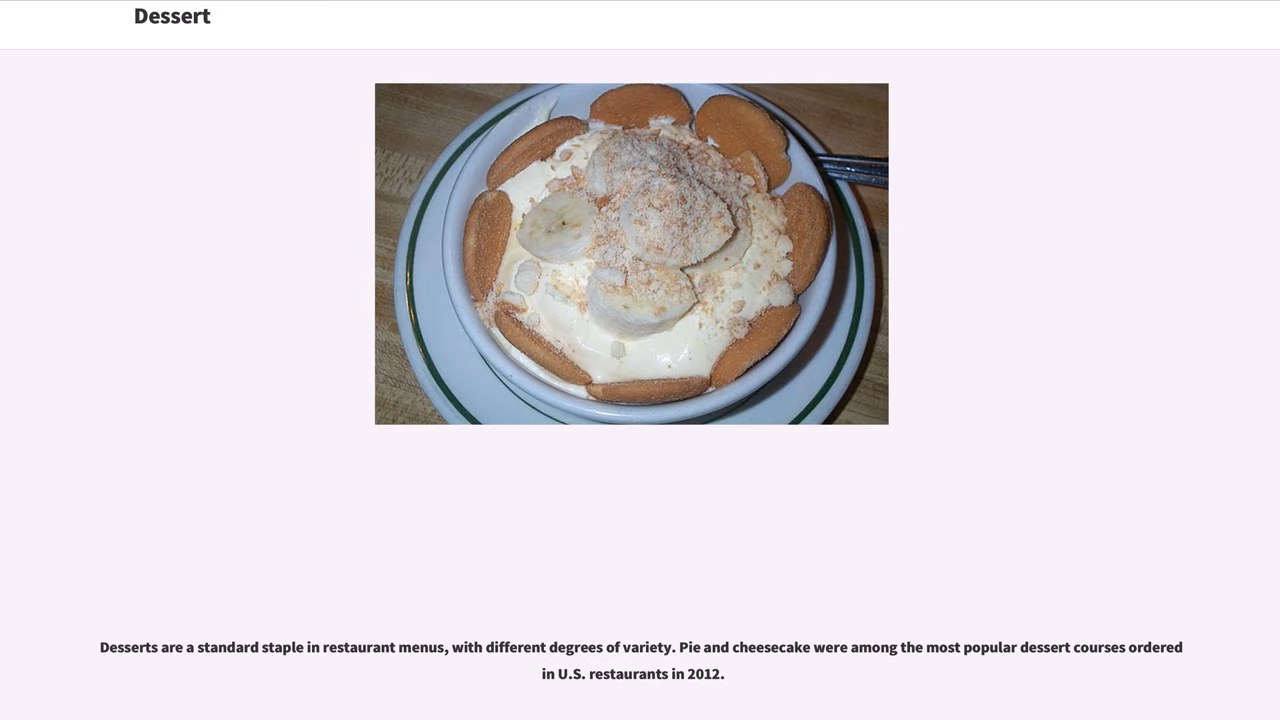 Dessert
Desserts are a standard staple in restaurant menus, with different degrees of variety. Pie and cheesecake were among the most popular dessert courses ordered
in U.S. restaurants in 2012.